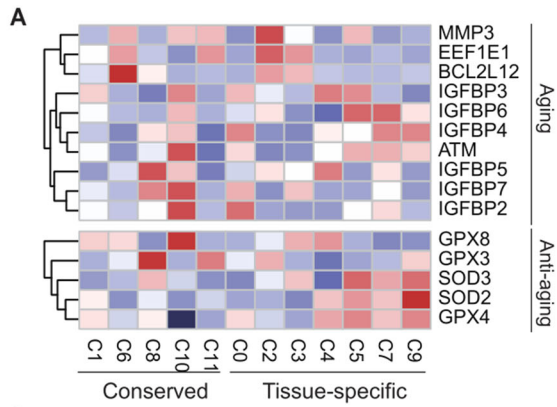 A
MMP3
EEF1E1
BCL2L12
IGFBP3
IGFBP6
IGFBP4
ATM
IGFBP5
IGFBP7
IGFBP2
Aging
GPX8
GPX3
SOD3
SOD2
GPX4
Anti-aging
C1 C6 C8 C10 C11 C0 C2 C3 C4 C5 C7 C9
Conserved Tissue-specific